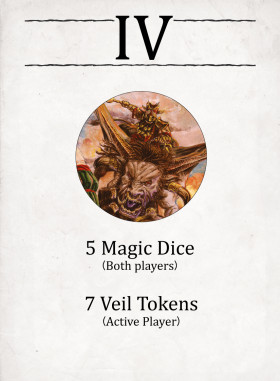 IV
5 Magic Dice
(Both players)
7 Veil Tokens
(Active Player)